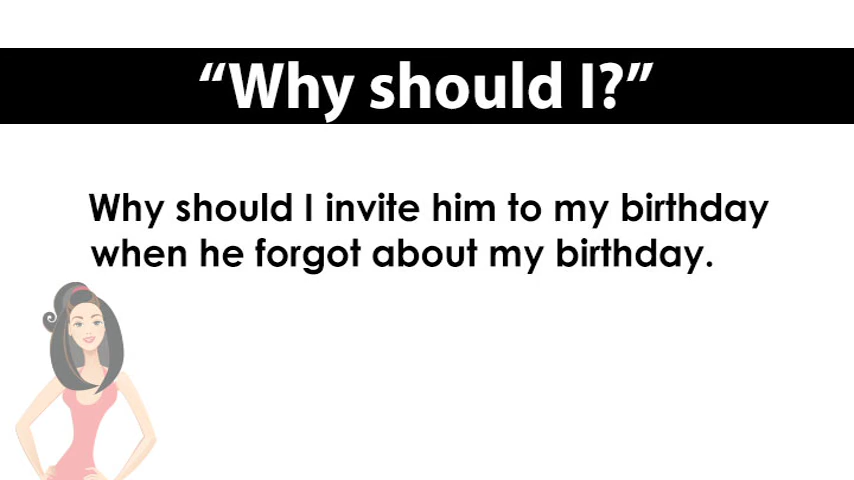 “Why should I?”
Why should I invite him to my birthday
when he forgot about my birthday.